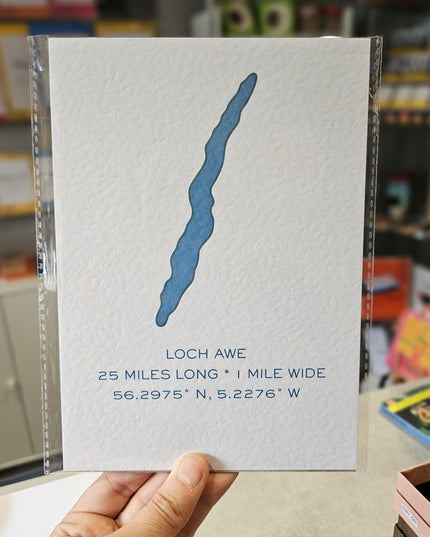 LOCH AWE
25 MILES LONG * 1 MILE WIDE
56.2975° N, 5.2276° W